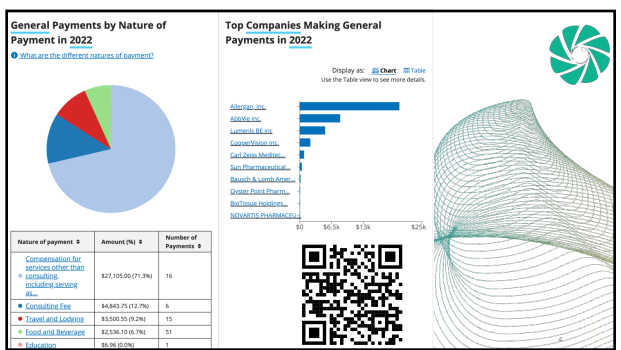 General Payments by Nature of
Payment in 2022
What are the different natures of payment?
Nature of payment
Amount (%)
Number of
Payments
Compensation for
services other than
consulting,
including serving
as...
$27,105.00 (71.3%)
16
Consulting Fee
$4,843.75 (12.7%)
6
Travel and Lodging
$3,500.55 (9.2%)
15
Food and Beverage
$2,536.10 (6.7%)
51
Education
$6.96 (0.0%)
1
Top Companies Making General
Payments in 2022
Display as: Chart Table
Use the Table view to see more details.
Allergan, Inc.
AbbVie Inc.
Lumenis BE inc
CooperVision Inc.
Carl Zeiss Meditec...
Sun Pharmaceutical...
Bausch & Lomb Amer...
Oyster Point Pharm...
BioTissue Holdings...
NOVARTIS PHARMACEU...
$0 $6.5k $13k $25k
4